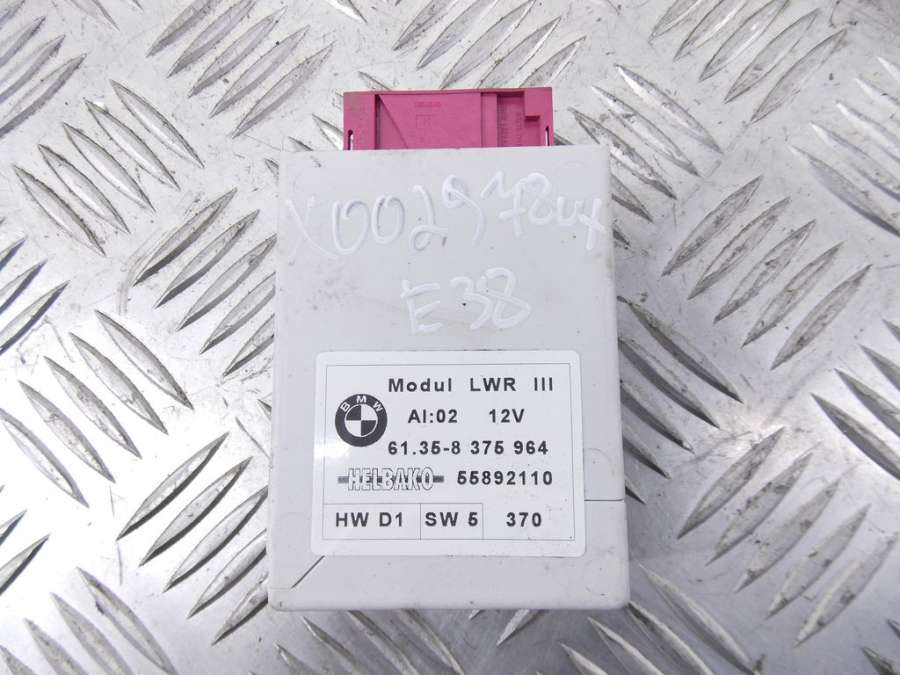 E38
Modul LWR III
BMW
AI:02 12V
61.35-8 375 964
HELBAKO 55892110
HW D1 SW 5 370